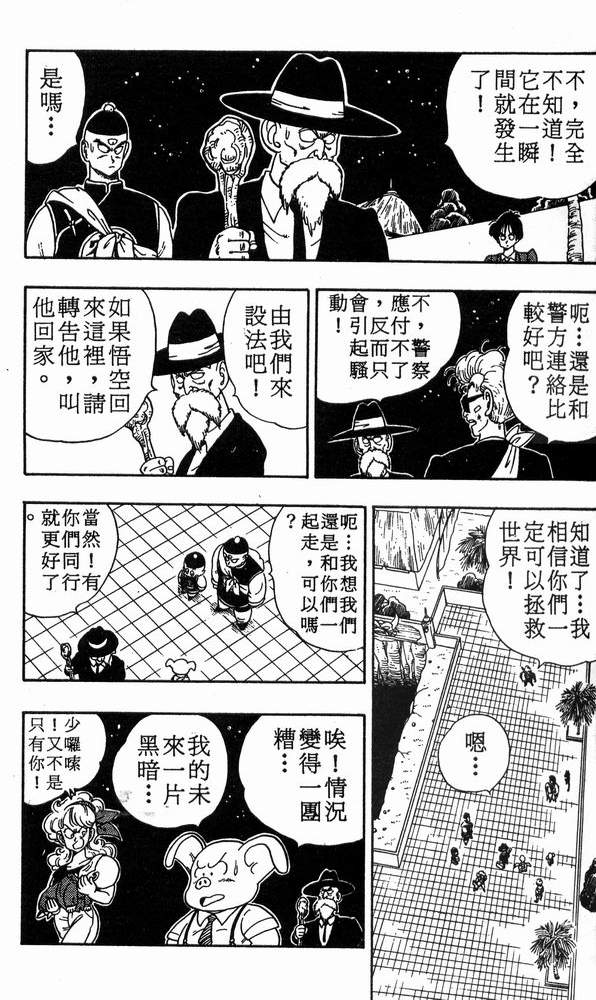 不，完全
不知道！
它在一瞬
間就發生
了！
是嗎…
呃…還是和
警方連絡比
較好吧？
不，警察
應付不了
，反而只
會引起騷
動！
由我們來
設法吧！
如果悟空回
來這裡，請
轉告他，叫
他回家。
知道了…我
相信你們一
定可以拯救
世界！
嗯…
呃…我想我們
還是和你們一
起走，可以嗎
？
當然！有
你們同行
就更好了
。
唉！情況
變得一團
糟…
我的未
來一片
黑暗…
少囉嗦
！又不是
只有你！